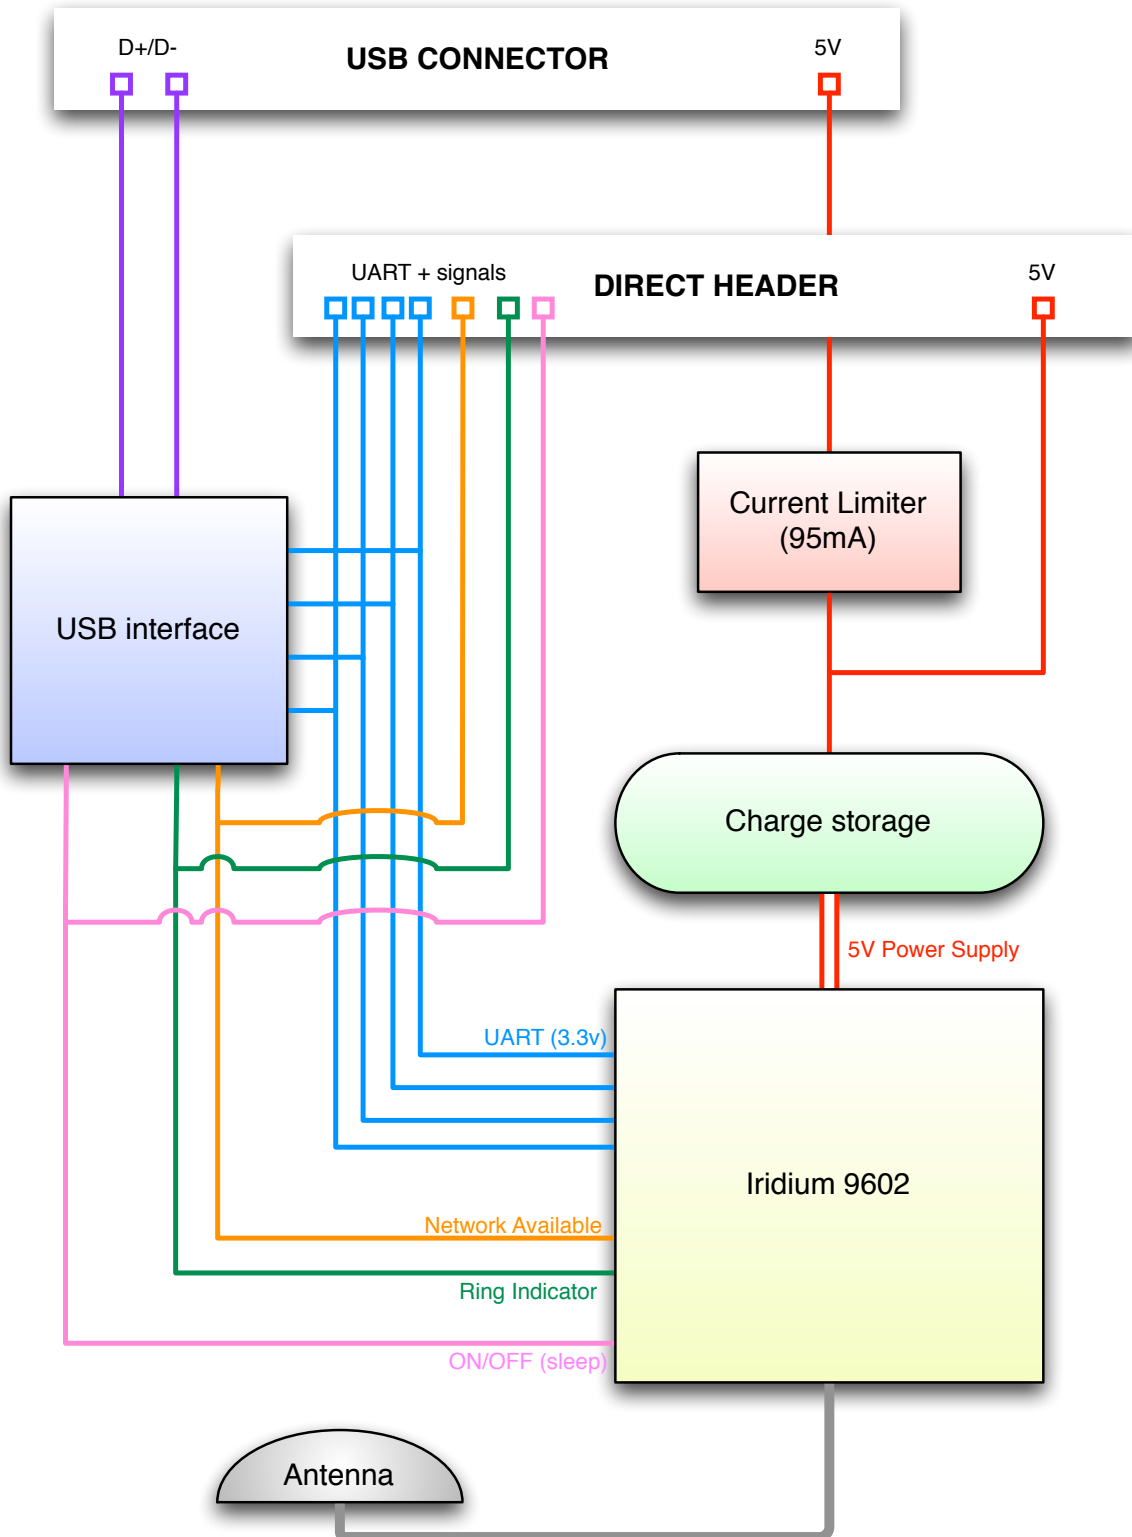 D+/D-
USB CONNECTOR
5V
UART + signals
DIRECT HEADER
5V
Current Limiter
(95mA)
USB interface
Charge storage
5V Power Supply
UART (3.3v)
Iridium 9602
Network Available
Ring Indicator
ON/OFF (sleep)
Antenna